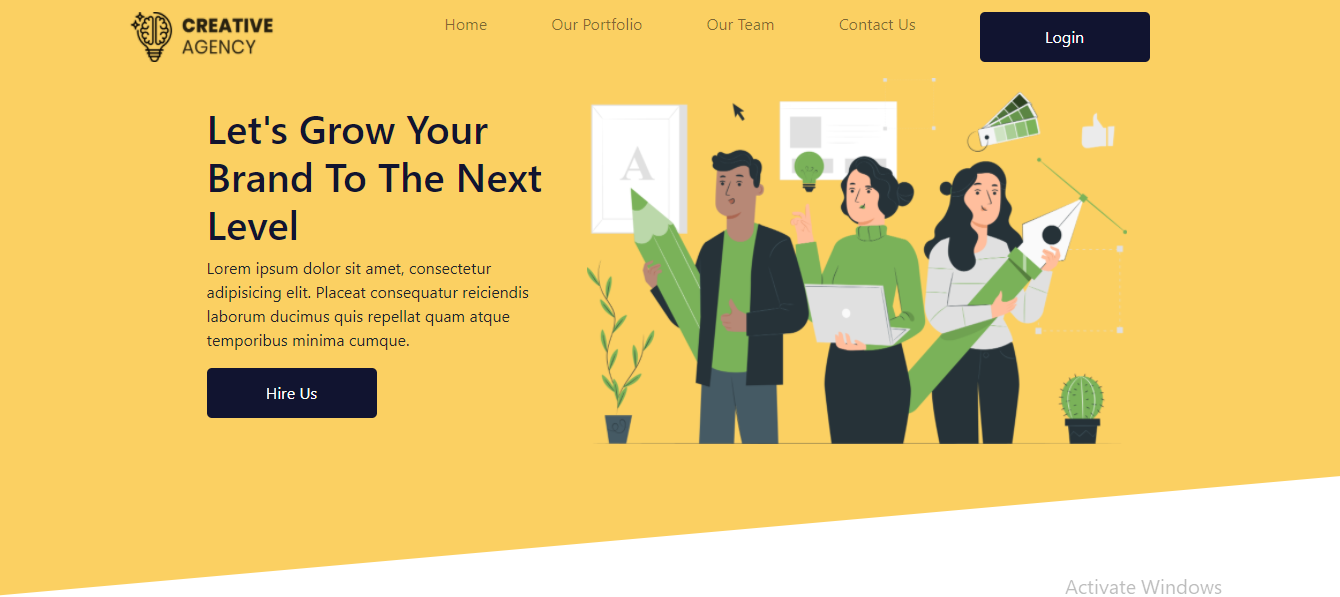 CREATIVE
AGENCY
Home
Our Portfolio
Our Team
Contact Us
Login
Let's Grow Your
Brand To The Next
Level
Lorem ipsum dolor sit amet, consectetur
adipisicing elit. Placeat consequatur reiciendis
laborum ducimus quis repellat quam atque
temporibus minima cumque.
Hire Us
A
Activate Windows